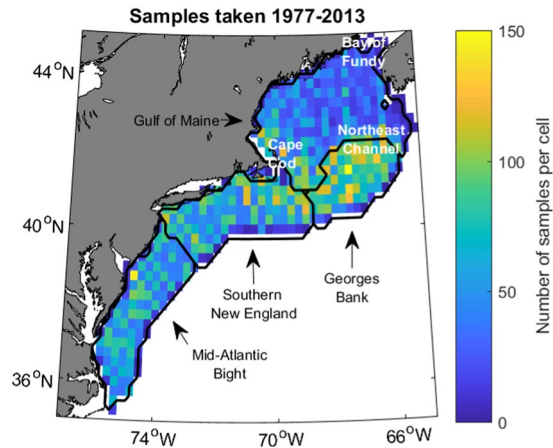 Samples taken 1977-2013
Bay of
Fundy
44°N
Gulf of Maine
Northeast
Channel
Cape
Cod
40°N
Georges
Bank
Southern
New England
Mid-Atlantic
Bight
36°N
74°W
70°W
66°W
150
100
50
0
Number of samples per cell